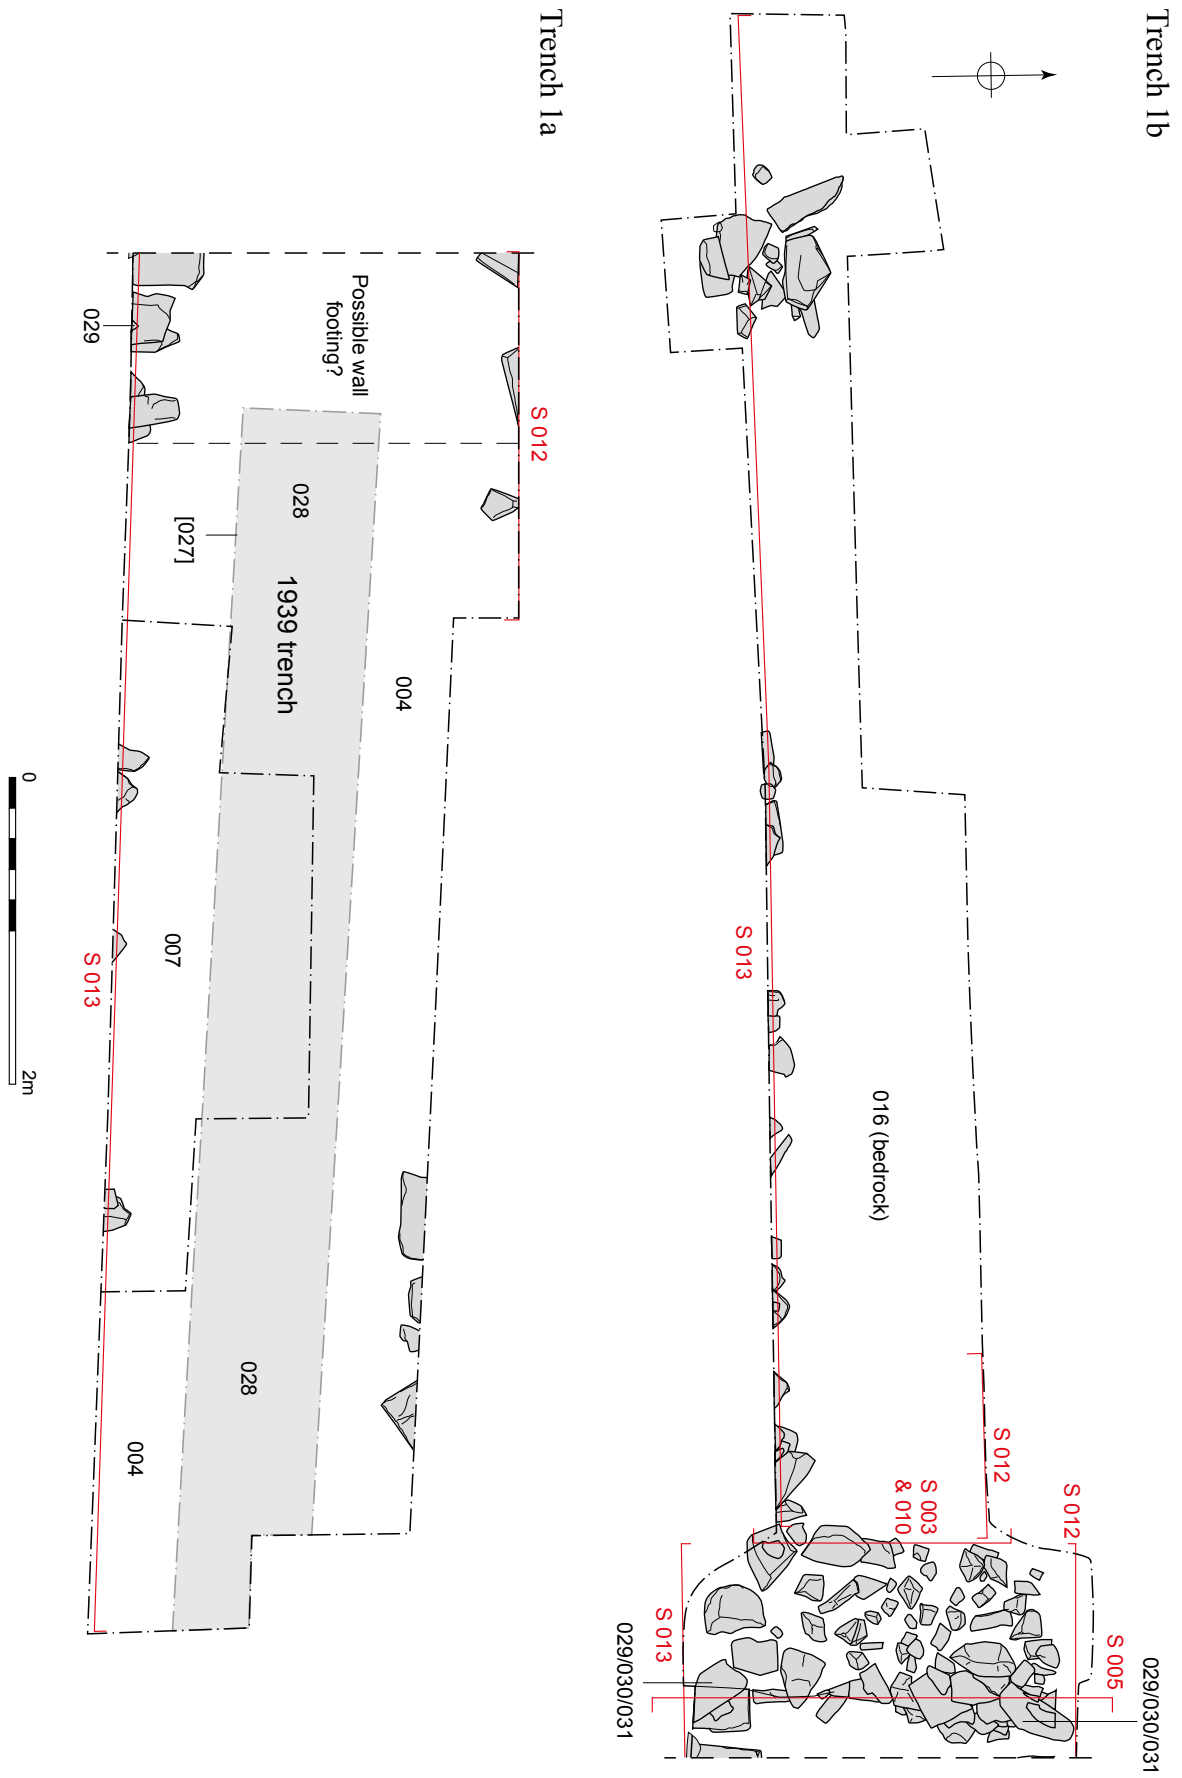 Trench 1b
S 013
016 (bedrock)
S 012
S 003
& 010
S 012
S 005
S 013
029/030/031
029/030/031
Trench 1a
029
Possible wall
footing?
S 012
028
[027]
1939 trench
004
007
S 013
028
004
0
2m